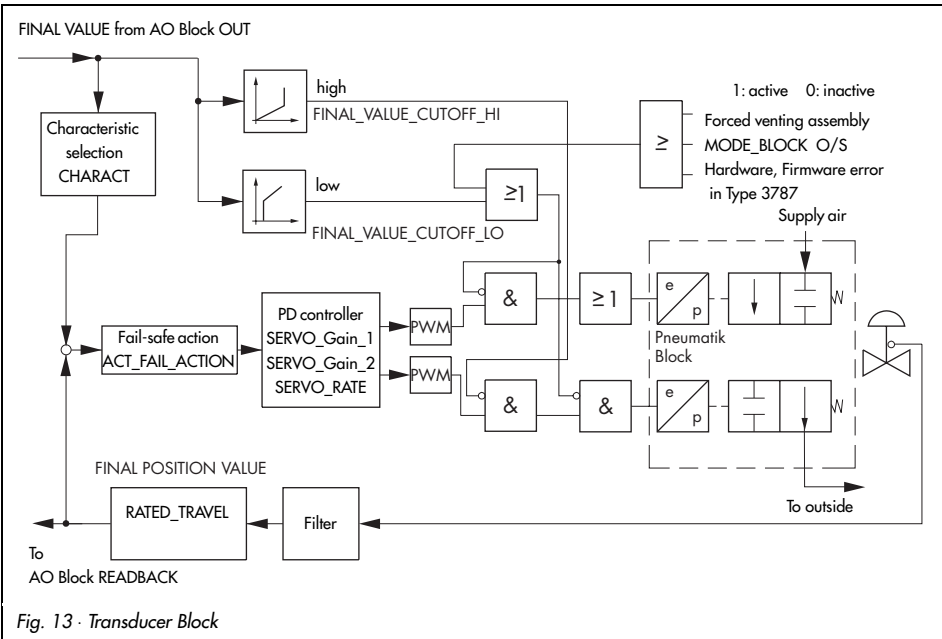 FINAL VALUE from AO Block OUT
high
FINAL_VALUE_CUTOFF_HI
1: active 0: inactive
Forced venting assembly
MODE_BLOCK O/S
Hardware, Firmware error
in Type 3787
≥
Characteristic
selection
CHARACT
low
FINAL_VALUE_CUTOFF_LO
≥1
Supply air
Fail-safe action
ACT_FAIL_ACTION
PD controller
SERVO_Gain_1
SERVO_Gain_2
SERVO_RATE
PWM
PWM
&
≥1
e
p
Pneumatik
Block
&
&
e
p
To outside
FINAL POSITION VALUE
RATED_TRAVEL
Filter
To
AO Block READBACK
Fig. 13 · Transducer Block